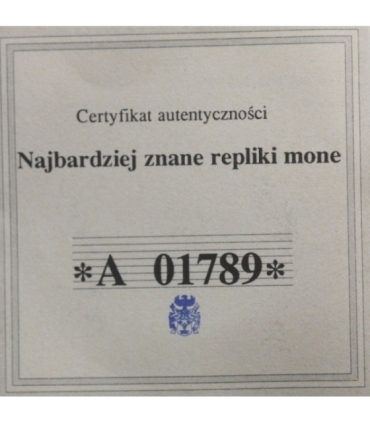 Certyfikat autentyczności
Najbardziej znane repliki mone
*A 01789*